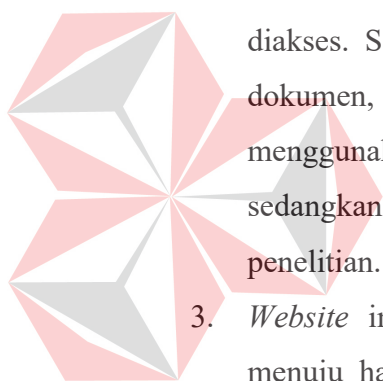 diakses. S
dokumen,
menggunal
sedangkan
penelitian.
3. Website in
menuju ha